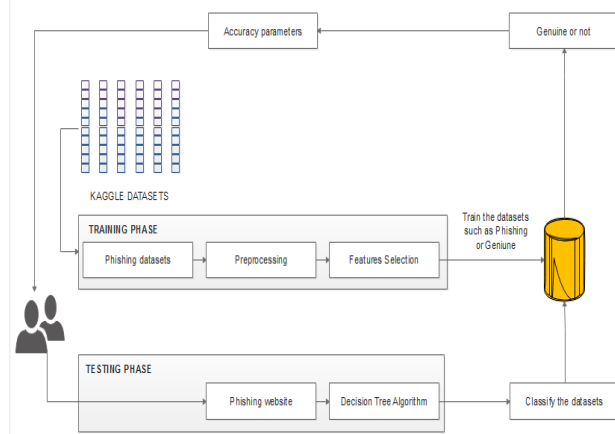 Accuracy parameters
Genuine or not
KAGGLE DATASETS
TRAINING PHASE
Phishing datasets
Preprocessing
Features Selection
Train the datasets
such as Phishing
or Geniune
TESTING PHASE
Phishing website
Decision Tree Algorithm
Classify the datasets